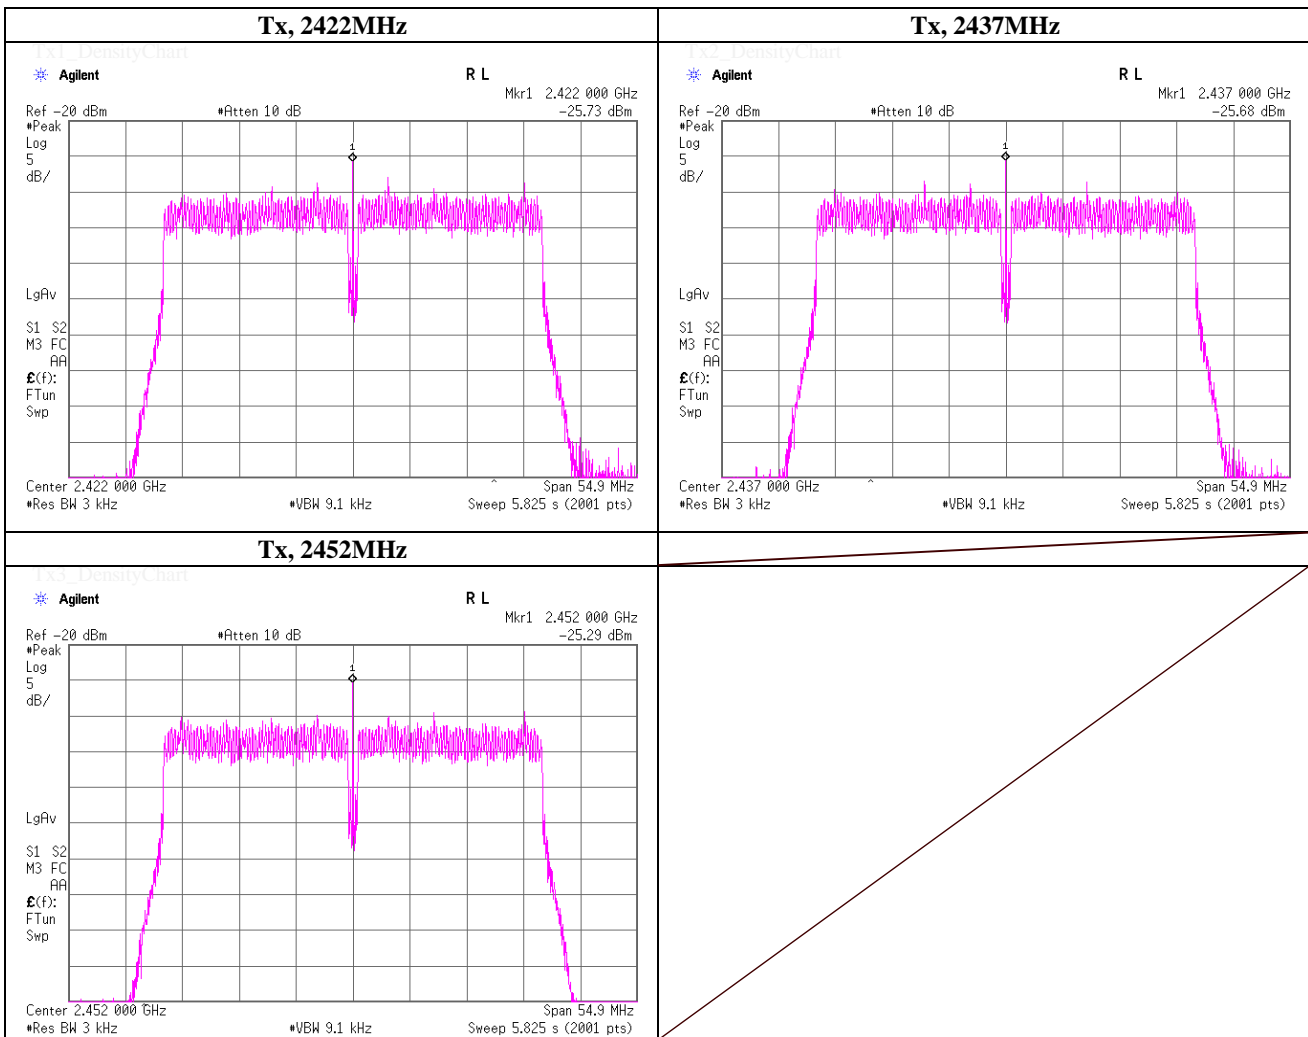 Tx, 2422MHz
Tx1_DensityChart
Agilent
R L
Mkr1 2.422 000 GHz
Ref -20 dBm
#Atten 10 dB
-25.73 dBm
#Peak
Log
5
dB/
1
LgAv
S1 S2
M3 FC
AA
£(f):
FTun
Swp
Center 2.422 000 GHz
^
Span 54.9 MHz
#Res BW 3 kHz
#VBW 9.1 kHz
Sweep 5.825 s (2001 pts)
Tx, 2437MHz
Tx2_DensityChart
Agilent
R L
Mkr1 2.437 000 GHz
Ref -20 dBm
#Atten 10 dB
-25.68 dBm
#Peak
Log
5
dB/
1
LgAv
S1 S2
M3 FC
AA
£(f):
FTun
Swp
Center 2.437 000 GHz
^
Span 54.9 MHz
#Res BW 3 kHz
#VBW 9.1 kHz
Sweep 5.825 s (2001 pts)
Tx, 2452MHz
Tx3_DensityChart
Agilent
R L
Mkr1 2.452 000 GHz
Ref -20 dBm
#Atten 10 dB
-25.29 dBm
#Peak
Log
5
dB/
1
LgAv
S1 S2
M3 FC
AA
£(f):
FTun
Swp
Center 2.452 000 GHz
Span 54.9 MHz
#Res BW 3 kHz
#VBW 9.1 kHz
Sweep 5.825 s (2001 pts)